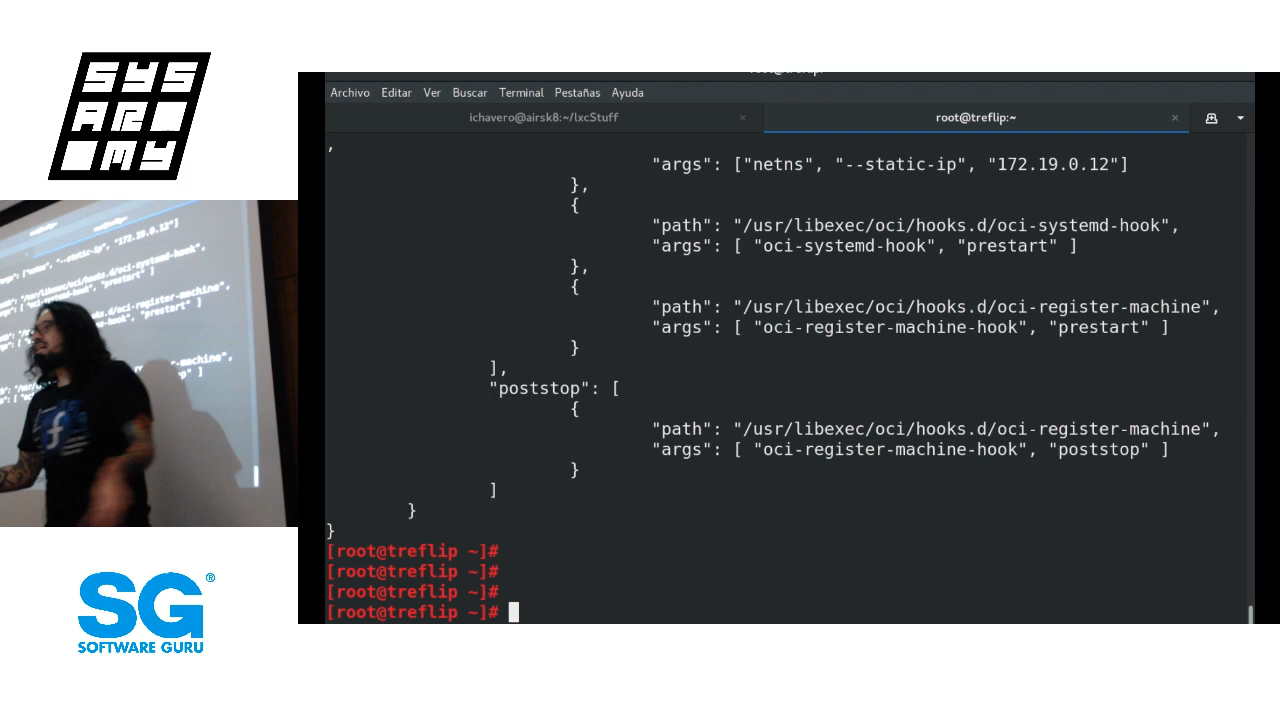 SYS
ARM
MY
Archivo Editar Ver Buscar Terminal Pestañas Ayuda
ichavero@airsk8:~/lxcStuff × root@treflip:~ ×
,
"args": ["netns", "--static-ip", "172.19.0.12"]
},
{
"path": "/usr/libexec/oci/hooks.d/oci-systemd-hook",
"args": [ "oci-systemd-hook", "prestart" ]
},
{
"path": "/usr/libexec/oci/hooks.d/oci-register-machine",
"args": [ "oci-register-machine-hook", "prestart" ]
}
],
"poststop": [
{
"path": "/usr/libexec/oci/hooks.d/oci-register-machine",
"args": [ "oci-register-machine-hook", "poststop" ]
}
]
}
}
[root@treflip ~]#
[root@treflip ~]#
[root@treflip ~]#
[root@treflip ~]#
SG®
SOFTWARE GURU